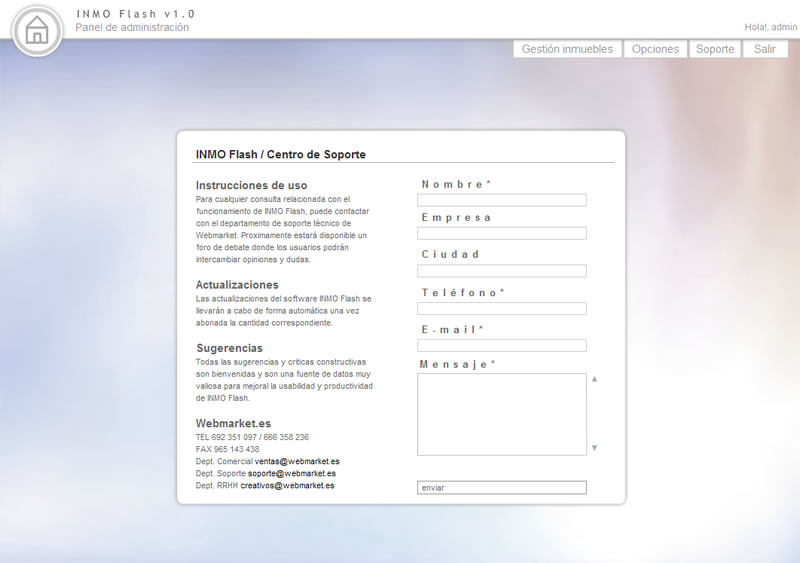 INMO Flash v1.0
Panel de administración
Hola!, admin
Gestión inmuebles
Opciones
Soporte
Salir
INMO Flash / Centro de Soporte
Instrucciones de uso
Para cualquier consulta relacionada con el
funcionamiento de INMO Flash, puede contactar
con el departamento de soporte técnico de
Webmarket. Proximamente estará disponible un
foro de debate donde los usuarios podrán
intercambiar opiniones y dudas.
Actualizaciones
Las actualizaciones del software INMO Flash se
llevarán a cabo de forma automática una vez
abonada la cantidad correspondiente.
Sugerencias
Todas las sugerencias y criticas constructivas
son bienvenidas y son una fuente de datos muy
valiosa para mejoral la usabilidad y productividad
de INMO Flash.
Webmarket.es
TEL 692 351 097 / 666 358 236
FAX 965 143 438
Dept. Comercial ventas@webmarket.es
Dept. Soporte soporte@webmarket.es
Dept. RRHH creativos@webmarket.es
Nombre*
Empresa
Ciudad
Teléfono*
E-mail*
Mensaje*
enviar